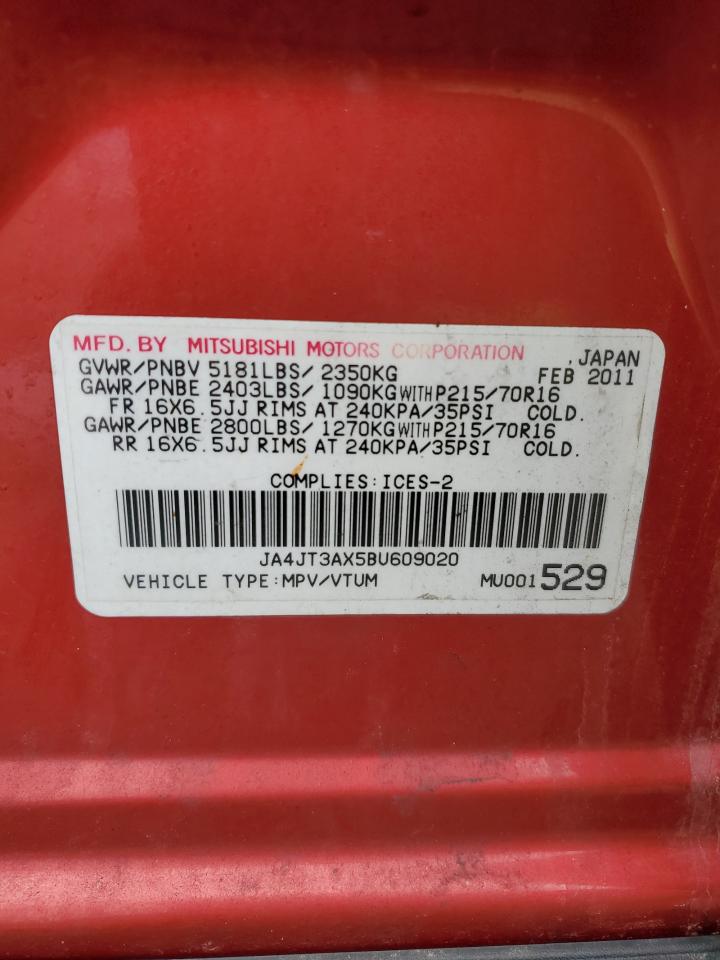 MFD. BY MITSUBISHI MOTORS CORPORATION , JAPAN
GVWR/PNBV 5181LBS/ 2350KG FEB 2011
GAWR/PNBE 2403LBS/ 1090KG WITH P215/70R16
FR 16X6.5JJ RIMS AT 240KPA/35PSI COLD.
GAWR/PNBE 2800LBS/ 1270KG WITH P215/70R16
RR 16X6.5JJ RIMS AT 240KPA/35PSI COLD.
COMPLIES:ICES-2
JA4JT3AX5BU609020
VEHICLE TYPE:MPV/VTUM MU001529